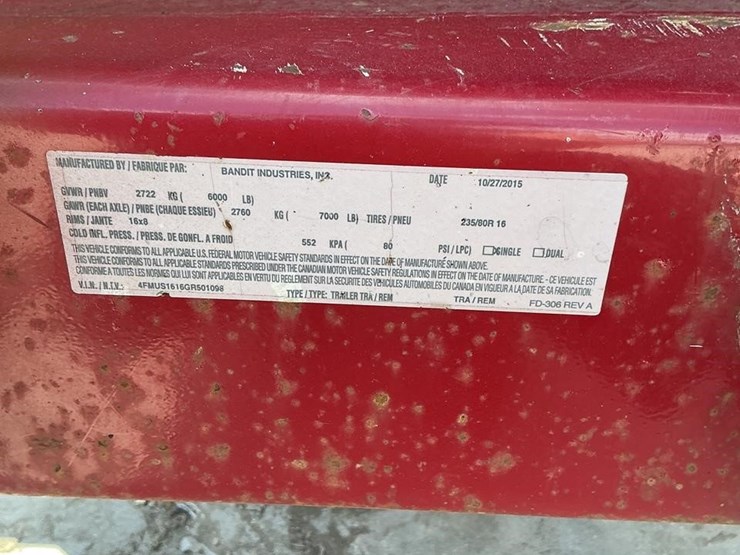 MANUFACTURED BY / FABRIQUE PAR: BANDIT INDUSTRIES, INC. DATE 10/27/2015
GVWR / PNBV 2722 KG ( 6000 LB)
GAWR (EACH AXLE) / PNBE (CHAQUE ESSIEU) 2760 KG ( 7000 LB) TIRES / PNEU 235/80R 16
RIMS / JANTE 16x8
COLD INFL. PRESS. / PRESS. DE GONFL. A FROID 552 KPA ( 80 PSI / LPC) SINGLE DUAL
THIS VEHICLE CONFORMS TO ALL APPLICABLE U.S. FEDERAL MOTOR VEHICLE SAFETY STANDARDS IN EFFECT ON THE DATE OF MANUFACTURE SHOWN ABOVE.
THIS VEHICLE CONFORMS TO ALL APPLICABLE STANDARDS PRESCRIBED UNDER THE CANADIAN MOTOR VEHICLE SAFETY REGULATIONS IN EFFECT ON THE DATE OF MANUFACTURE. - CE VEHICULE EST
CONFORME A TOUTES LES NORMES QUI LUI SONT APPLICABLES EN VERTU DU REGLEMENT SUR LA SECURITE DES VEHICULES AUTOMOBILES DU CANADA EN VIGUEUR A LA DATE DE SA FABRICATION.
V.I.N. / N.I.V.: 4FMUS1616GR501098 TYPE / TYPE: TRAILER TRA / REM TRA / REM FD-306 REV A